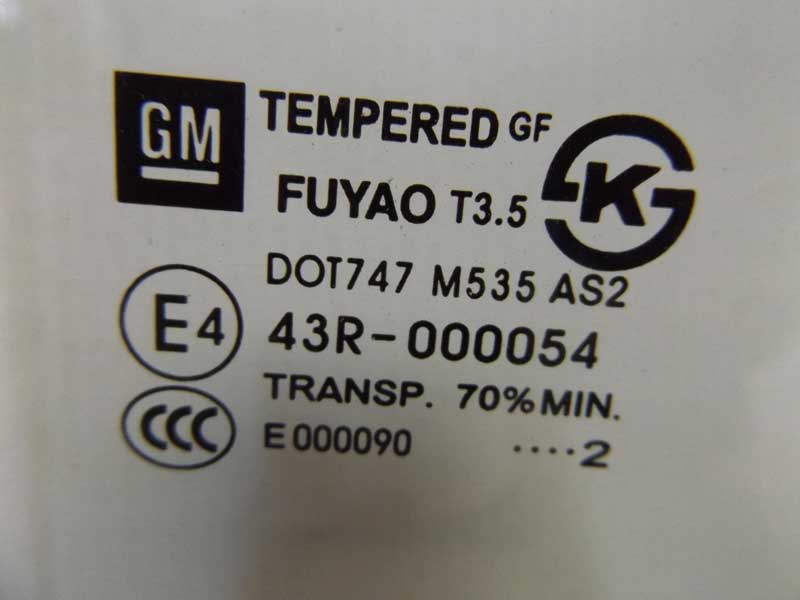 GM
TEMPERED GF
FUYAO T3.5
K
DOT747 M535 AS2
E4
43R-000054
TRANSP. 70%MIN.
CCC
E000090 ....2